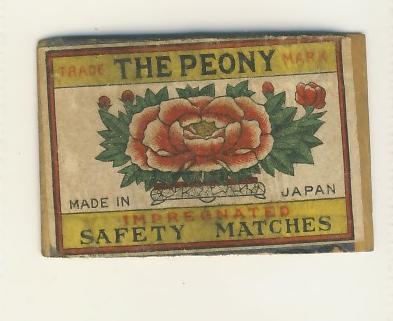 TRADE THE PEONY MARK
MADE IN JAPAN
IMPREGNATED
SAFETY MATCHES